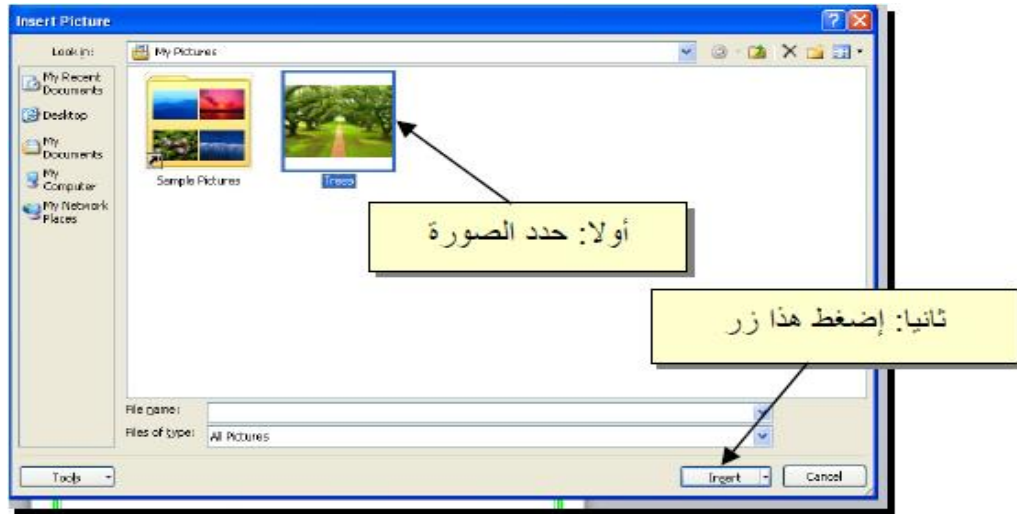 Insert Picture
Look in:
My Pictures
My Recent
Documents
Desktop
My
Documents
My
Computer
My Network
Places
Sample Pictures
Trees
أولا: حدد الصورة
ثانيا: إضغط هذا زر
File name:
Files of type:
All Pictures
Tools
Insert
Cancel